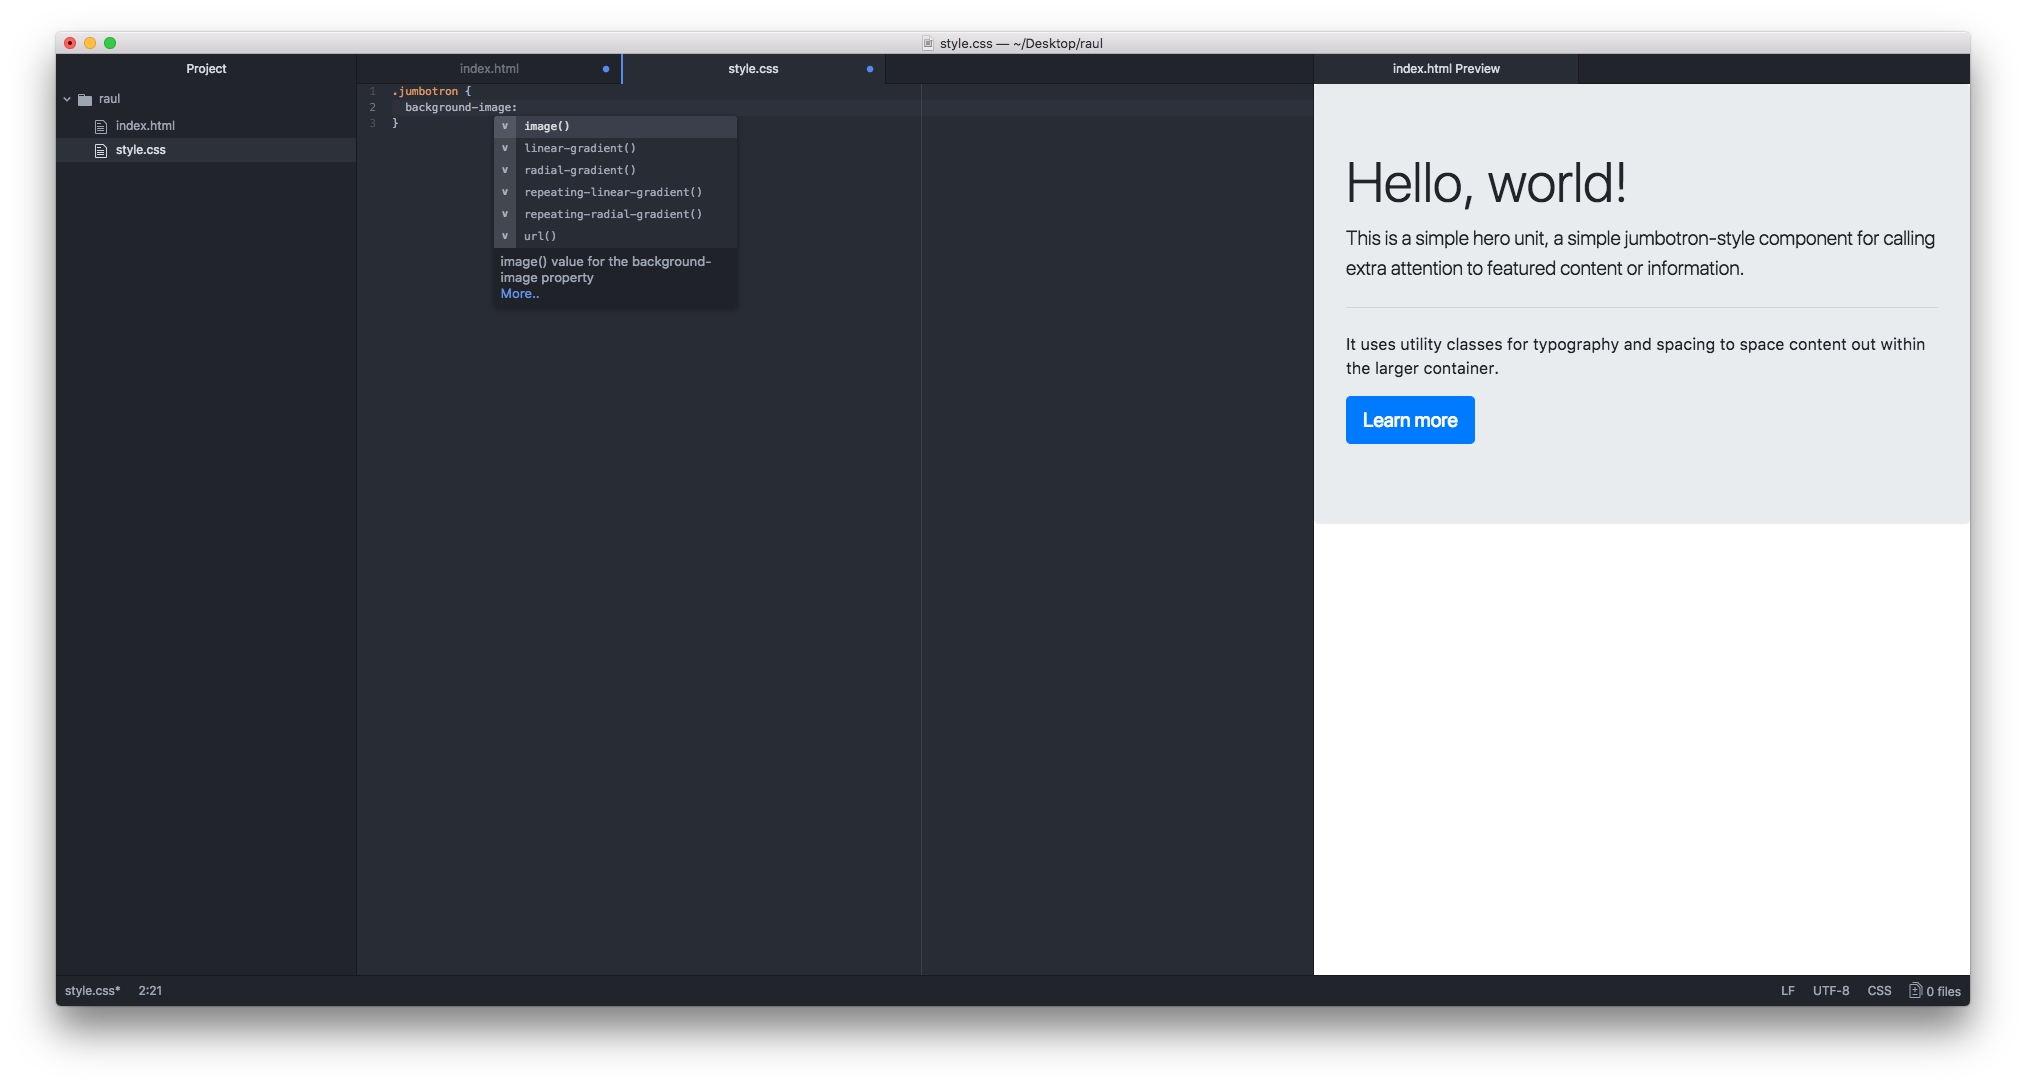 style.css — ~/Desktop/raul
Project
index.html
style.css
index.html Preview
raul
index.html
style.css
1 .jumbotron {
2 background-image:
3 }
v image()
v linear-gradient()
v radial-gradient()
v repeating-linear-gradient()
v repeating-radial-gradient()
v url()
image() value for the background-
image property
More..
Hello, world!
This is a simple hero unit, a simple jumbotron-style component for calling
extra attention to featured content or information.
It uses utility classes for typography and spacing to space content out within
the larger container.
Learn more
style.css* 2:21
LF UTF-8 CSS 0 files